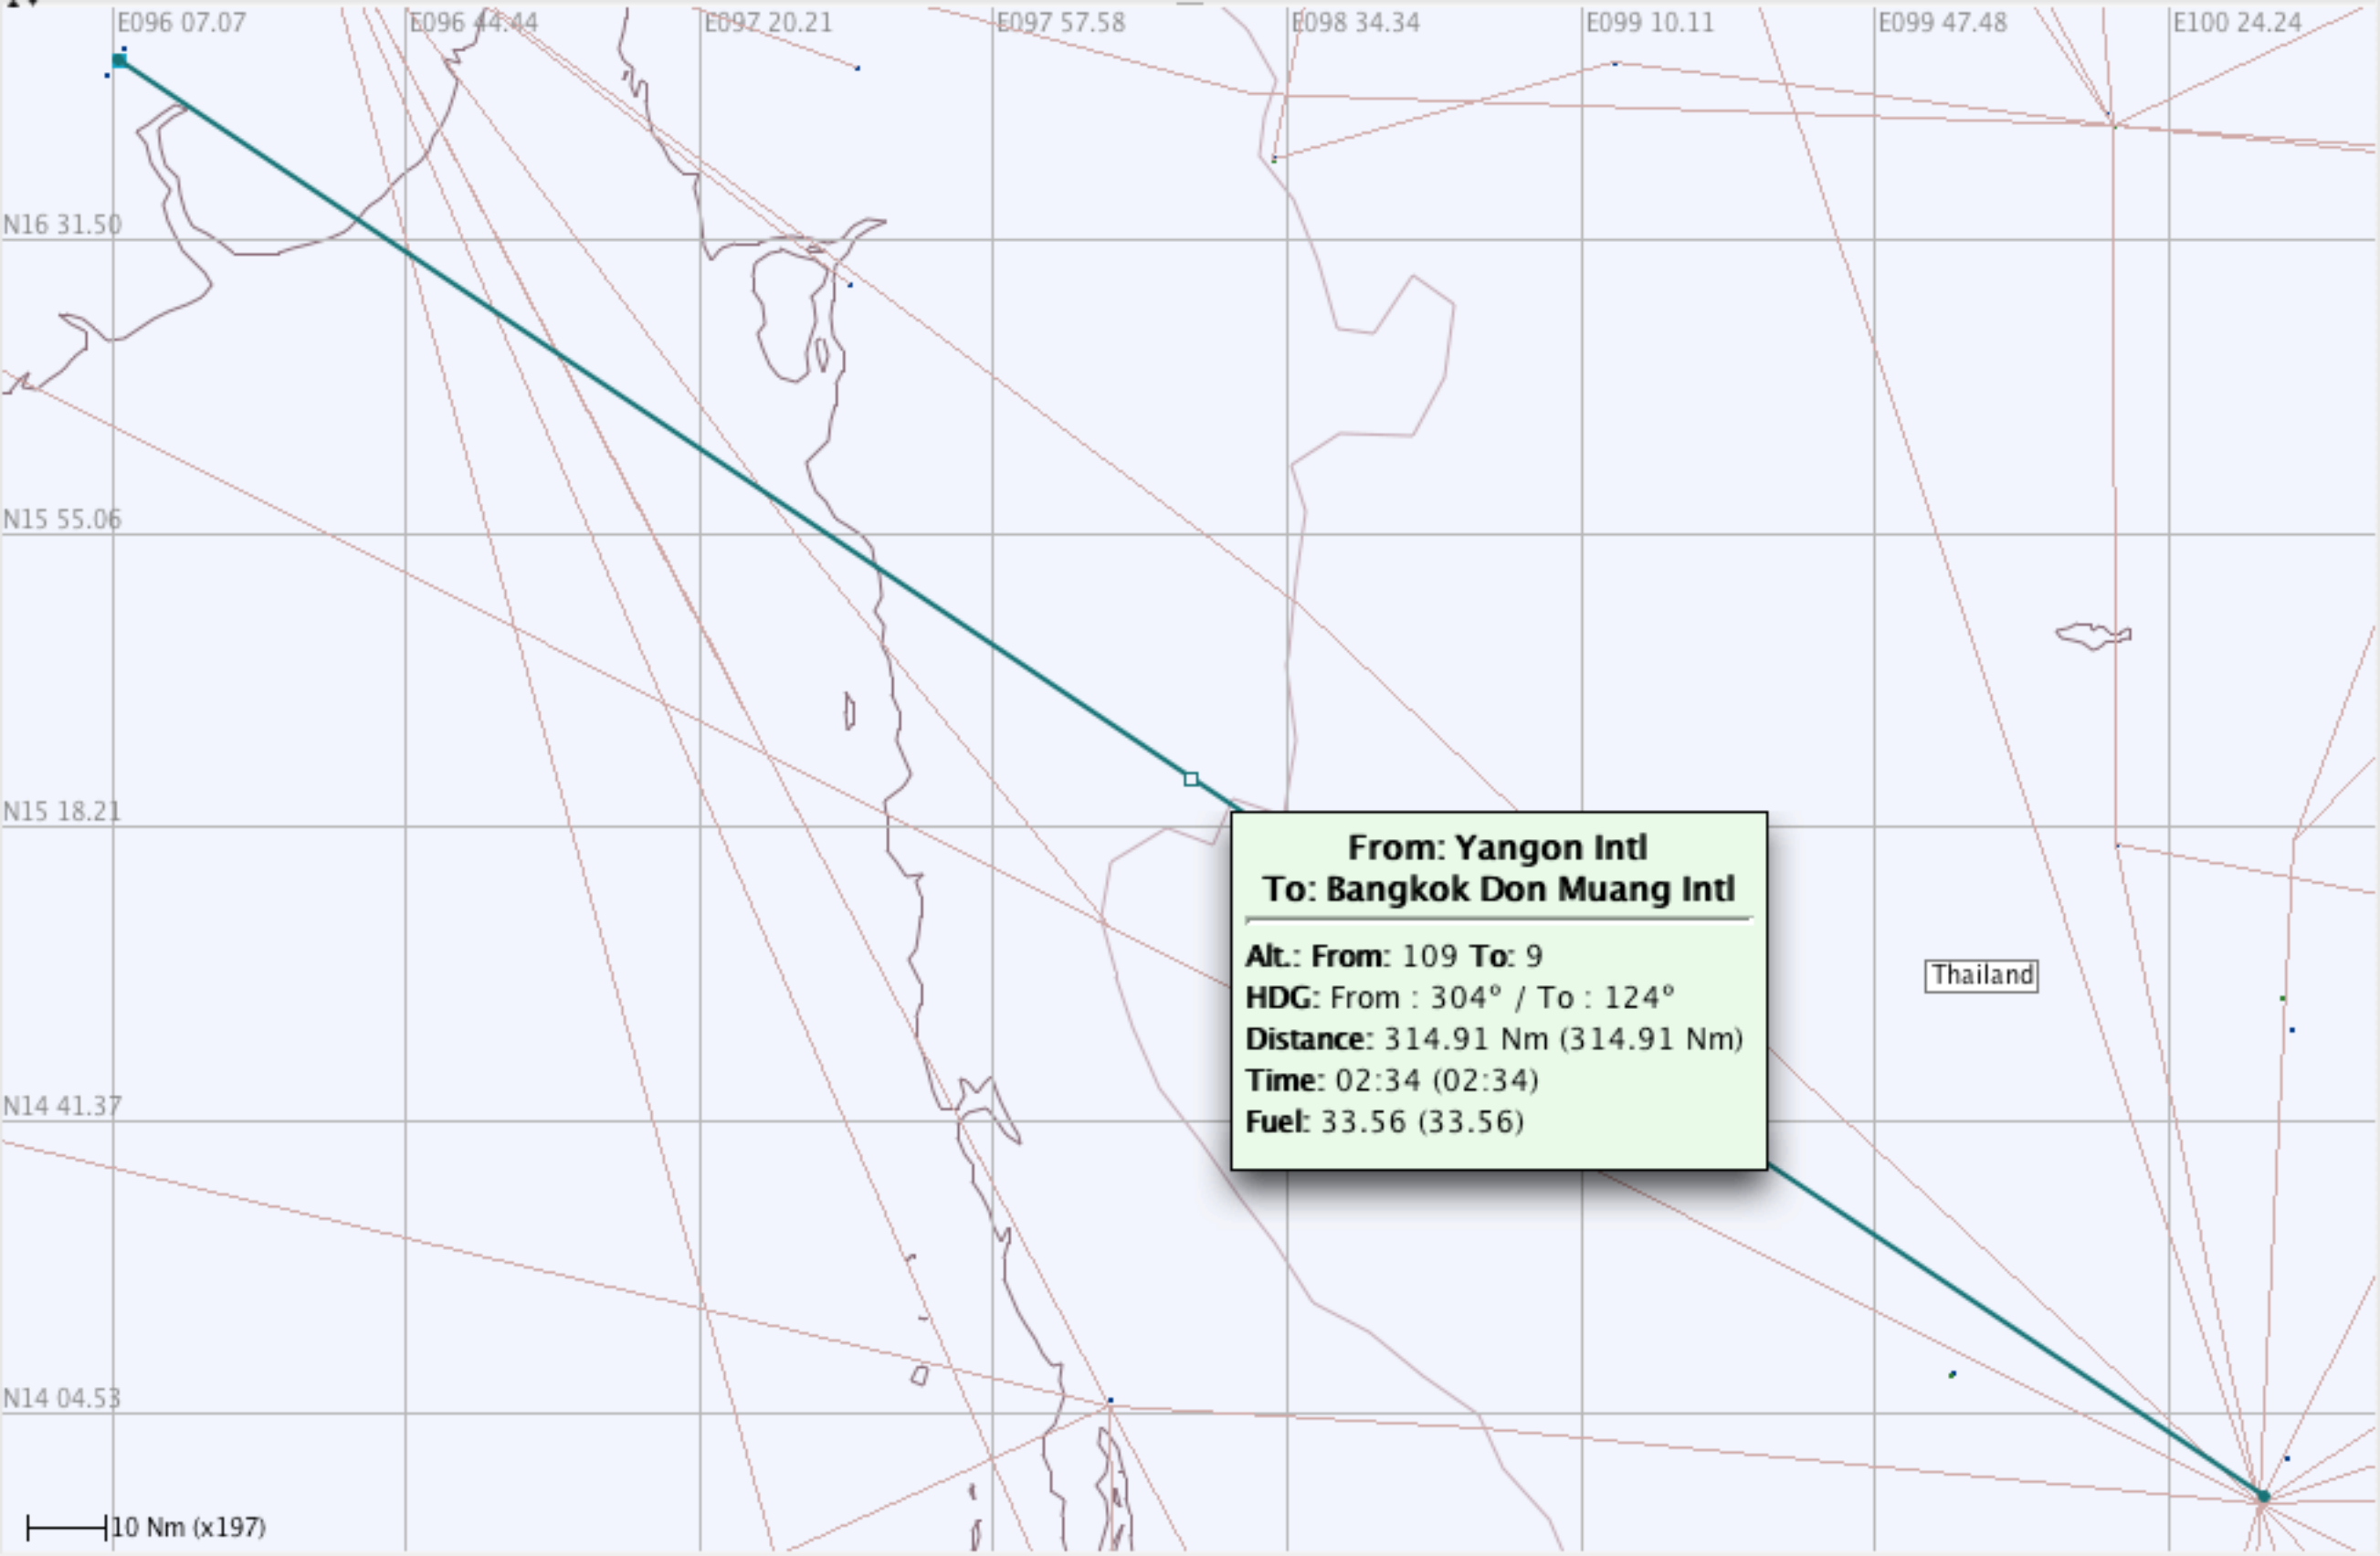 E096 07.07
E096 44.44
E097 20.21
E097 57.58
E098 34.34
E099 10.11
E099 47.48
E100 24.24
N16 31.50
N15 55.06
N15 18.21
From: Yangon Intl
To: Bangkok Don Muang Intl
Alt.: From: 109 To: 9
HDG: From : 304° / To : 124°
Distance: 314.91 Nm (314.91 Nm)
Time: 02:34 (02:34)
Fuel: 33.56 (33.56)
Thailand
N14 41.37
N14 04.53
10 Nm (x197)